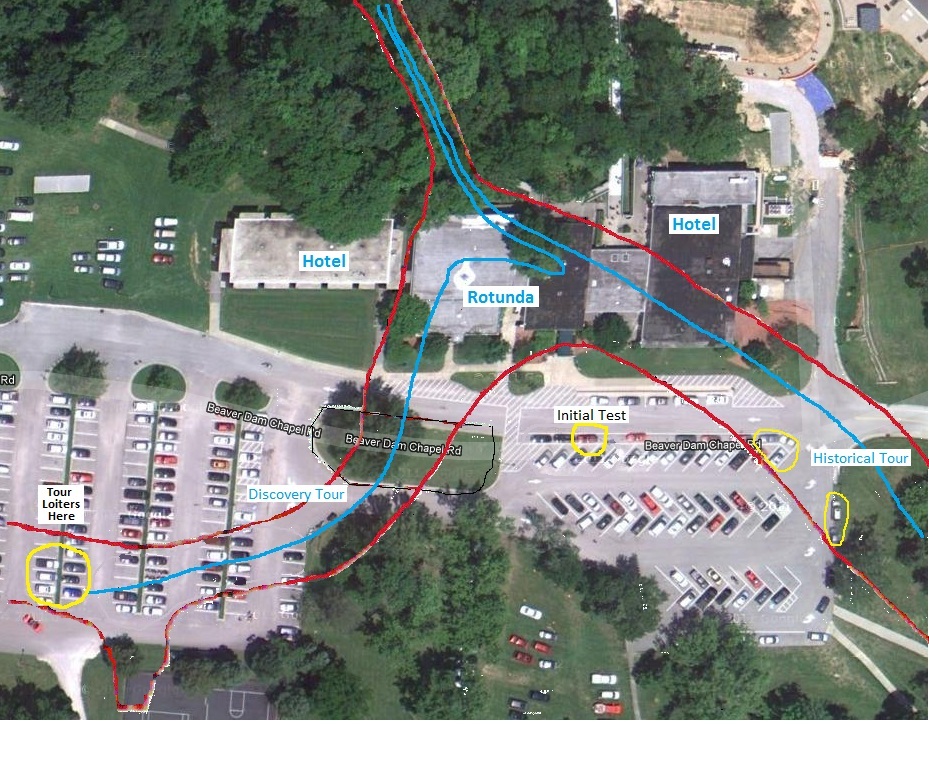 Hotel
Hotel
Rotunda
Rd
Beaver Dam Chapel Rd
Initial Test
Beaver Dam Chapel Rd
Beaver Dam Chapel Rd
Historical Tour
Discovery Tour
Tour
Loiters
Here